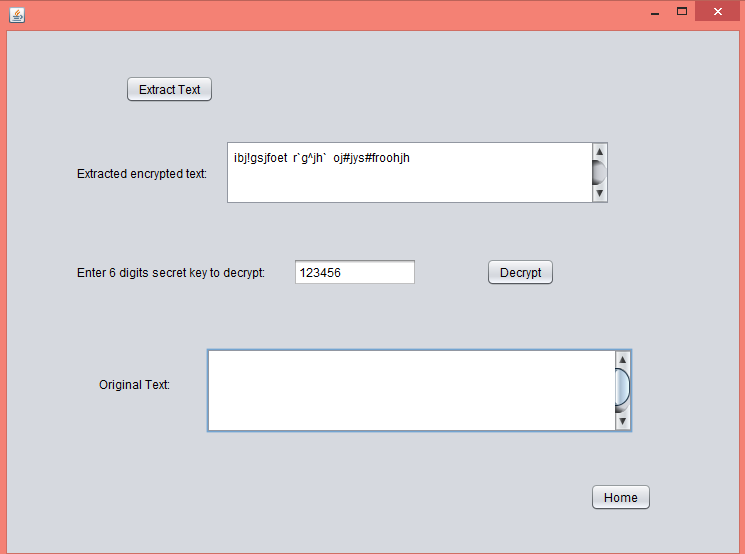 Extract Text
Extracted encrypted text:
ibj!gsjfoet r`g^jh` oj#jys#froohjh
Enter 6 digits secret key to decrypt:
123456
Decrypt
Original Text:
Home